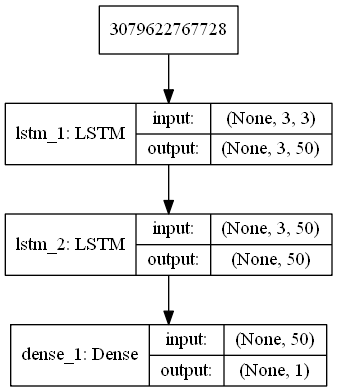 3079622767728
lstm_1: LSTM
input: (None, 3, 3)
output: (None, 3, 50)
lstm_2: LSTM
input: (None, 3, 50)
output: (None, 50)
dense_1: Dense
input: (None, 50)
output: (None, 1)